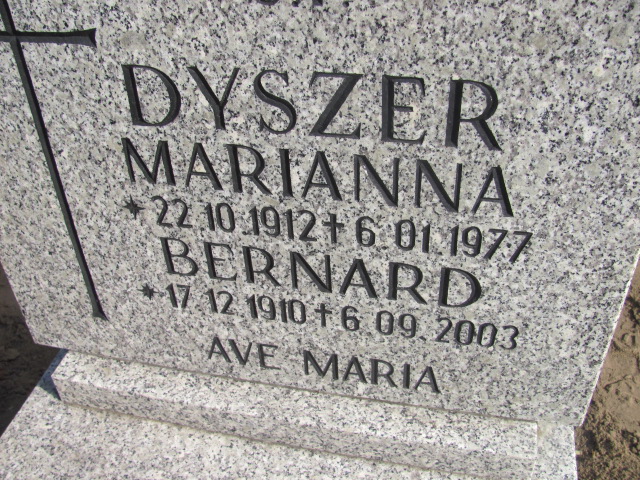 DYSZER
MARIANNA
* 22.10.1912 + 6.01.1977
BERNARD
* 17.12.1910 + 6.09.2003
AVE MARIA